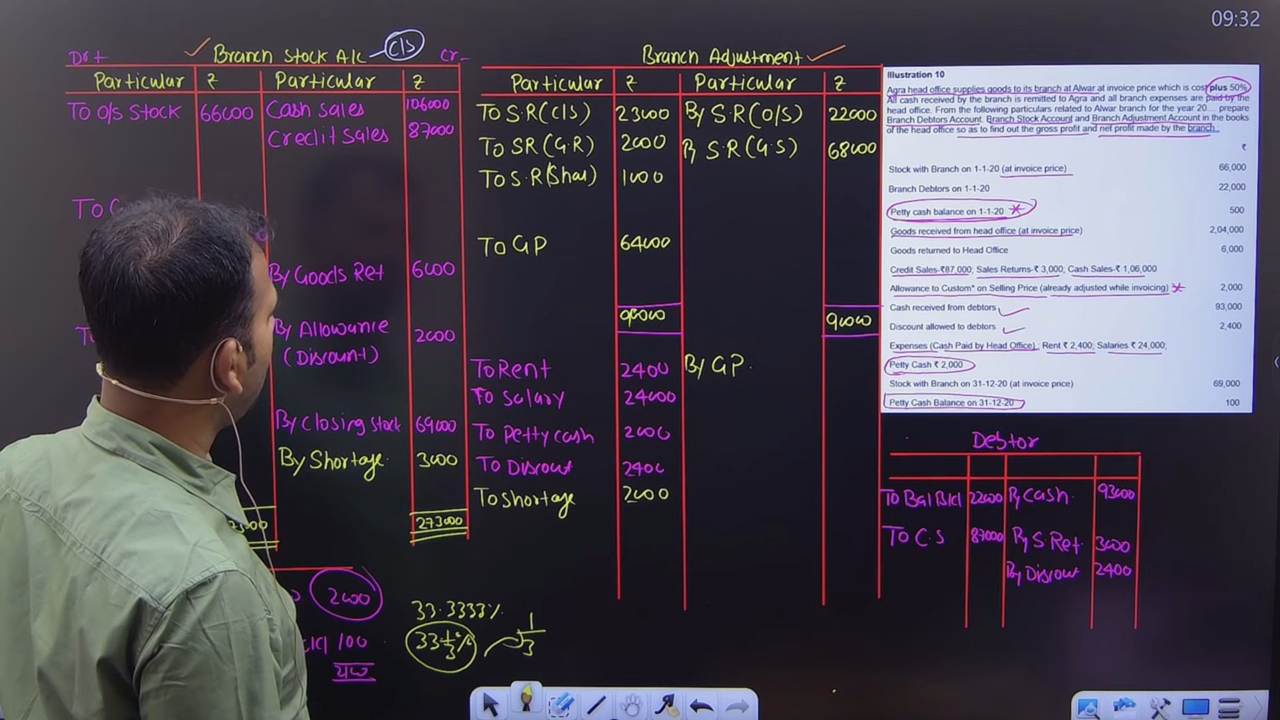 09:32
Dr+ Branch Stock A/c C/S Cr-
Particular ₹ Particular ₹
To O/S Stock 66000 Cash Sales 106000
Credit Sales 87000
By Goods Ret 6000
By Allowance 2000
(Discount)
By Closing Stock 69000
By Shortage 3000
273000
2400
100
33.3333%
33 1/3 % 1/3
Branch Adjustment
Particular ₹ Particular ₹
To S.R (C/S) 23000 By S.R (O/S) 22000
To SR (G.R) 2000 By S.R (G.S) 68000
To S.R (Shor) 1000
To GP 64000
90000 90000
To Rent 2400 By GP.
To Salary 24000
To Petty cash 2000
To Discout 2400
To Shortage 2000
Illustration 10
Agra head office supplies goods to its branch at Alwar at invoice price which is cost plus 50%.
All cash received by the branch is remitted to Agra and all branch expenses are paid by the
head office. From the following particulars related to Alwar branch for the year 20.... prepare
Branch Debtors Account, Branch Stock Account and Branch Adjustment Account in the books
of the head office so as to find out the gross profit and net profit made by the branch.
₹
Stock with Branch on 1-1-20 (at invoice price) 66,000
Branch Debtors on 1-1-20 22,000
Petty cash balance on 1-1-20 500
Goods received from head office (at invoice price) 2,04,000
Goods returned to Head Office 6,000
Credit Sales-₹87,000; Sales Returns-₹ 3,000; Cash Sales-₹ 1,06,000
Allowance to Custom* on Selling Price (already adjusted while invoicing) 2,000
Cash received from debtors 93,000
Discount allowed to debtors 2,400
Expenses (Cash Paid by Head Office): Rent ₹ 2,400; Salaries ₹ 24,000;
Petty Cash ₹ 2,000
Stock with Branch on 31-12-20 (at invoice price) 69,000
Petty Cash Balance on 31-12-20 100
Debtor
To Bal B/d 22000 By Cash. 93000
To C.S 87000 By S.Ret. 3000
By Discout 2400